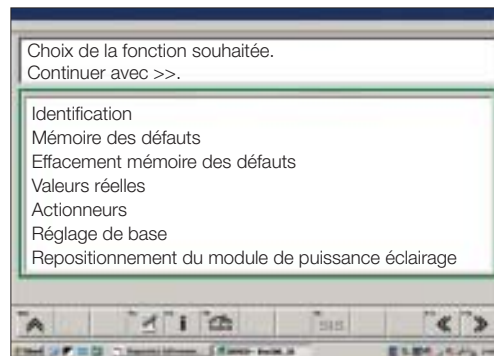 Choix de la fonction souhaitée.
Continuer avec >>.
Identification
Mémoire des défauts
Effacement mémoire des défauts
Valeurs réelles
Actionneurs
Réglage de base
Repositionnement du module de puissance éclairage
SIS